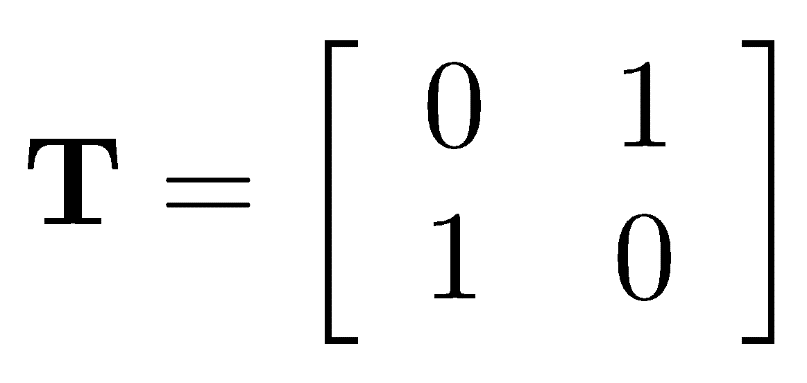 T = [ 0 1
1 0 ]